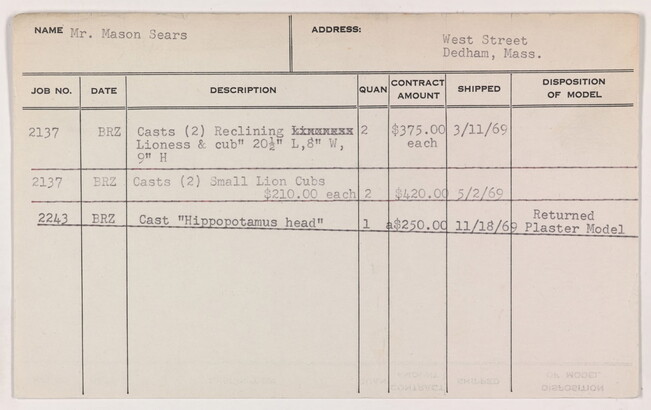 NAME Mr. Mason Sears
ADDRESS: West Street
Dedham, Mass.
JOB NO. DATE DESCRIPTION QUAN CONTRACT AMOUNT SHIPPED DISPOSITION OF MODEL
2137 BRZ Casts (2) Reclining 2 $375.00 3/11/69
Lioness & cub" 20½" L,8" W, each
9" H
2137 BRZ Casts (2) Small Lion Cubs
$210.00 each 2 $420.00 5/2/69
2243 BRZ Cast "Hippopotamus head" 1 a$250.00 11/18/69 Returned
Plaster Model